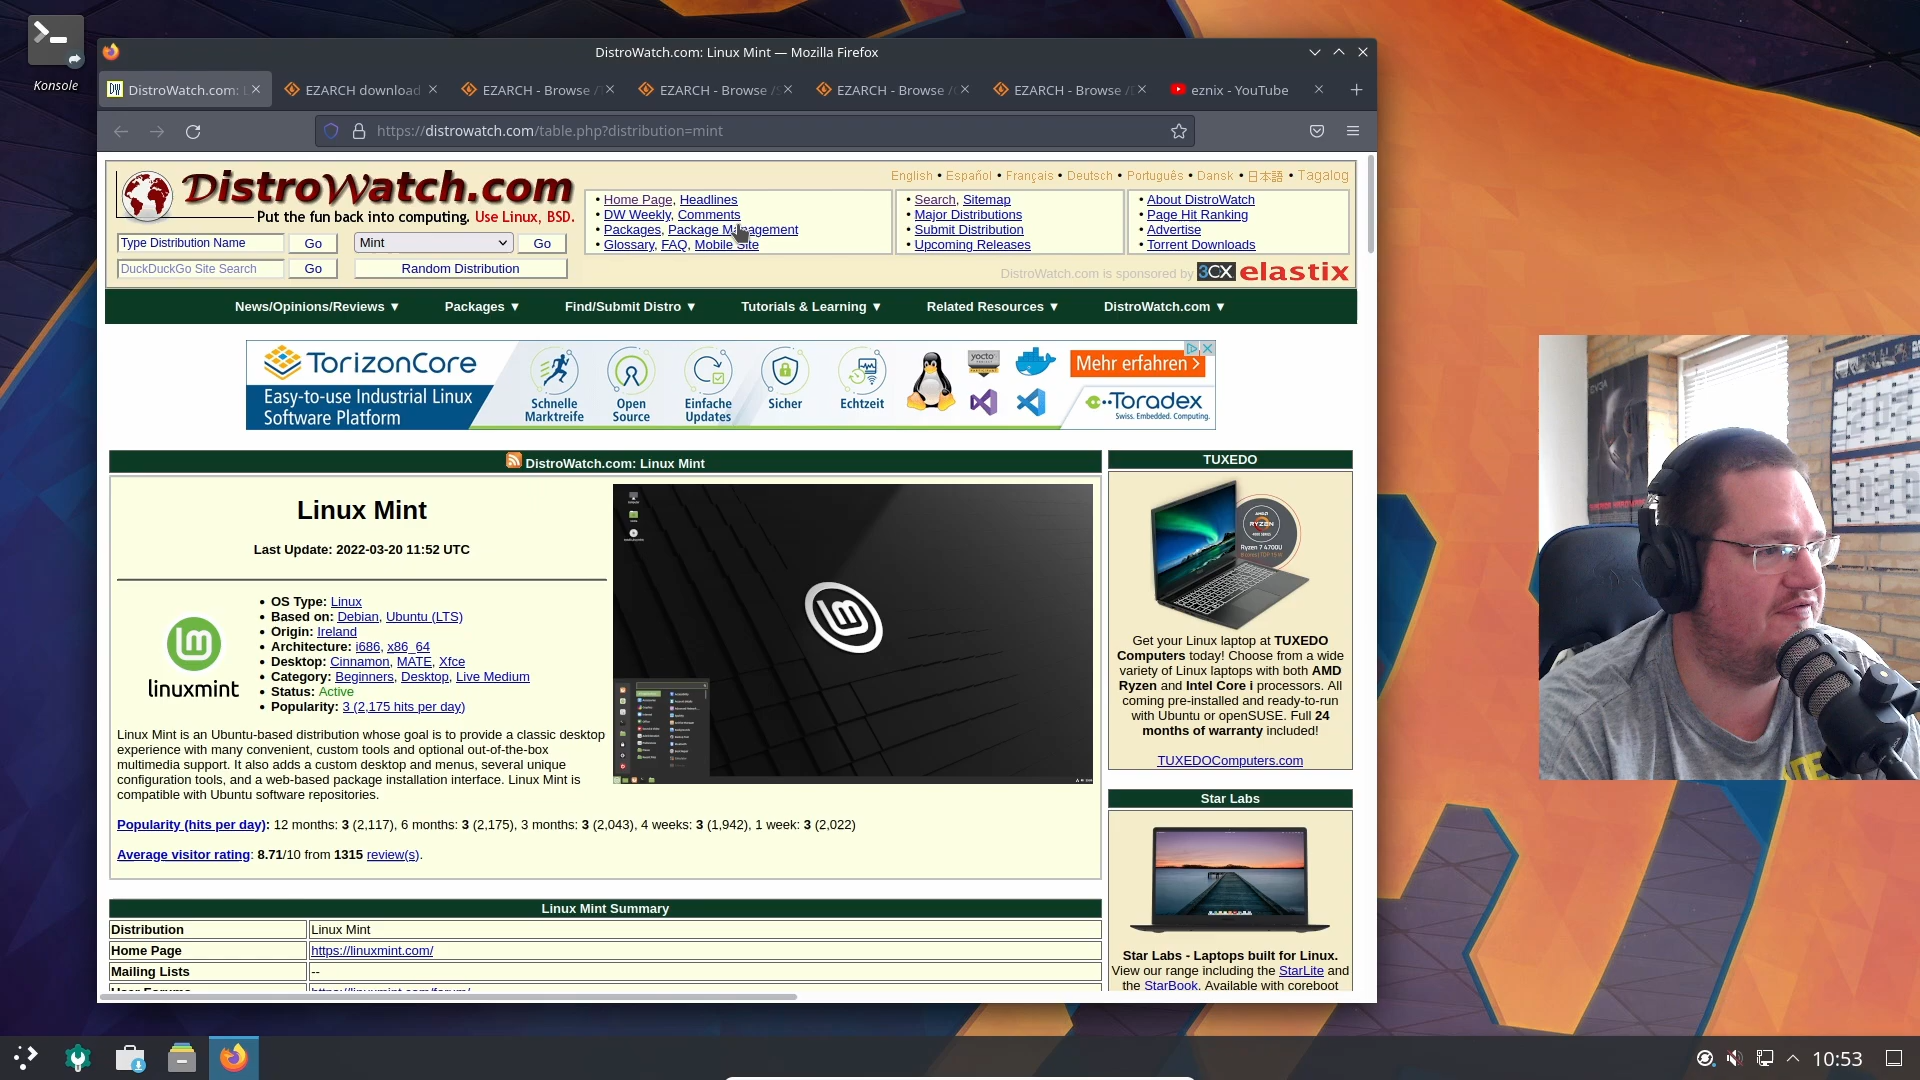 Konsole
DistroWatch.com: Linux Mint — Mozilla Firefox
DistroWatch.com: L
EZARCH download
EZARCH - Browse /
EZARCH - Browse /
EZARCH - Browse /
EZARCH - Browse /
eznix - YouTube
https://distrowatch.com/table.php?distribution=mint
DistroWatch.com
Put the fun back into computing. Use Linux, BSD.
English • Español • Français • Deutsch • Português • Dansk • 日本語 • Tagalog
• Home Page, Headlines
• DW Weekly, Comments
• Packages, Package Management
• Glossary, FAQ, Mobile Site
• Search, Sitemap
• Major Distributions
• Submit Distribution
• Upcoming Releases
• About DistroWatch
• Page Hit Ranking
• Advertise
• Torrent Downloads
Type Distribution Name Go Mint Go
DuckDuckGo Site Search Go Random Distribution
DistroWatch.com is sponsored by 3CX elastix
News/Opinions/Reviews ▼ Packages ▼ Find/Submit Distro ▼ Tutorials & Learning ▼ Related Resources ▼ DistroWatch.com ▼
TorizonCore
Easy-to-use Industrial Linux
Software Platform
Schnelle
Marktreife
Open
Source
Einfache
Updates
Sicher
Echtzeit
yocto
Mehr erfahren >
Toradex
Swiss. Embedded. Computing.
DistroWatch.com: Linux Mint
Linux Mint
Last Update: 2022-03-20 11:52 UTC
linuxmint
• OS Type: Linux
• Based on: Debian, Ubuntu (LTS)
• Origin: Ireland
• Architecture: i686, x86_64
• Desktop: Cinnamon, MATE, Xfce
• Category: Beginners, Desktop, Live Medium
• Status: Active
• Popularity: 3 (2,175 hits per day)
Linux Mint is an Ubuntu-based distribution whose goal is to provide a classic desktop
experience with many convenient, custom tools and optional out-of-the-box
multimedia support. It also adds a custom desktop and menus, several unique
configuration tools, and a web-based package installation interface. Linux Mint is
compatible with Ubuntu software repositories.
Popularity (hits per day): 12 months: 3 (2,117), 6 months: 3 (2,175), 3 months: 3 (2,043), 4 weeks: 3 (1,942), 1 week: 3 (2,022)
Average visitor rating: 8.71/10 from 1315 review(s).
Linux Mint Summary
Distribution Linux Mint
Home Page https://linuxmint.com/
Mailing Lists --
User Forums https://linuxmint.com/forum/
TUXEDO
AMD
RYZEN
Ryzen 7 4700U
Get your Linux laptop at TUXEDO
Computers today! Choose from a wide
variety of Linux laptops with both AMD
Ryzen and Intel Core i processors. All
coming pre-installed and ready-to-run
with Ubuntu or openSUSE. Full 24
months of warranty included!
TUXEDOComputers.com
Star Labs
Star Labs - Laptops built for Linux.
View our range including the StarLite and
the StarBook. Available with coreboot
10:53